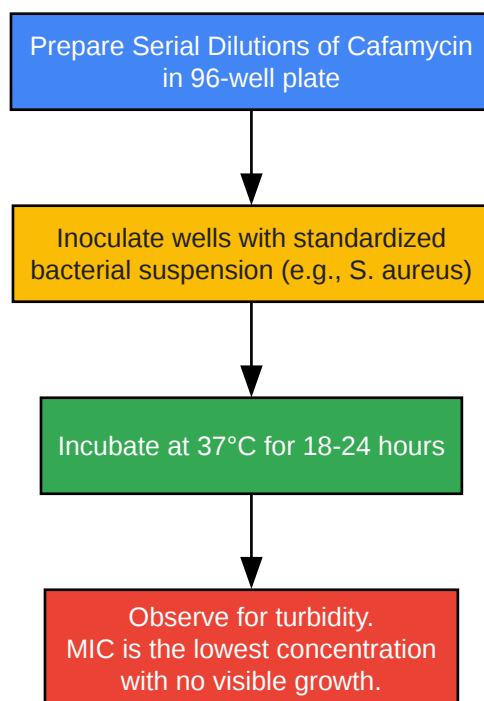 Prepare Serial Dilutions of Cafamycin
in 96-well plate
Inoculate wells with standardized
bacterial suspension (e.g., S. aureus)
Incubate at 37°C for 18-24 hours
Observe for turbidity.
MIC is the lowest concentration
with no visible growth.